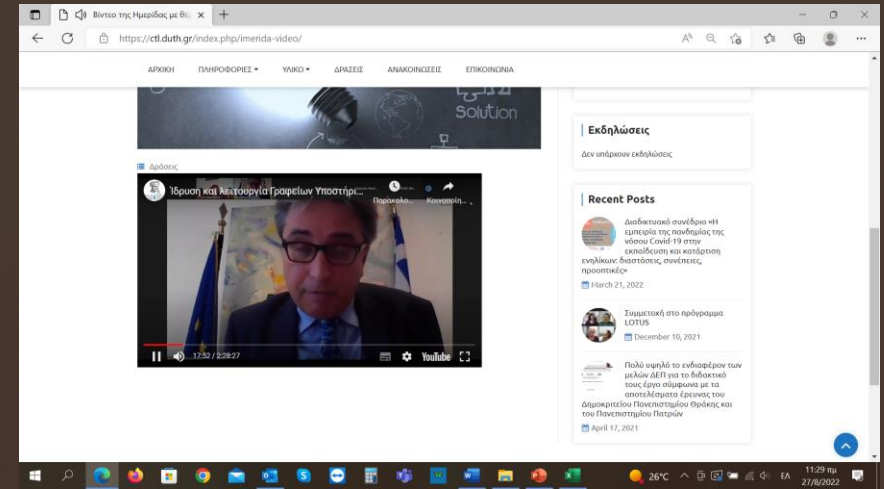 Βίντεο της Ημερίδας με θέμ
https://ctl.duth.gr/index.php/imerida-video/
ΑΡΧΙΚΗ ΠΛΗΡΟΦΟΡΙΕΣ ΥΛΙΚΟ ΔΡΑΣΕΙΣ ΑΝΑΚΟΙΝΩΣΕΙΣ ΕΠΙΚΟΙΝΩΝΙΑ
Solution
Δράσεις
Ίδρυση και λειτουργία Γραφείων Υποστήρι...
Παρακολο... Κοινοποίη...
17:52 / 2:28:27
YouTube
Εκδηλώσεις
Δεν υπάρχουν εκδηλώσεις
Recent Posts
Διαδικτυακό συνέδριο «Η
εμπειρία της πανδημίας της
νόσου Covid-19 στην
εκπαίδευση και κατάρτιση
ενηλίκων: διαστάσεις, συνέπειες,
προοπτικές»
March 21, 2022
Συμμετοχή στο πρόγραμμα
LOTUS
December 10, 2021
Πολύ υψηλό το ενδιαφέρον των
μελών ΔΕΠ για το διδακτικό
τους έργο σύμφωνα με τα
αποτελέσματα έρευνας του
Δημοκριτείου Πανεπιστημίου Θράκης και
του Πανεπιστημίου Πατρών
April 17, 2021
26°C ΕΛ 11:29 πμ
27/8/2022